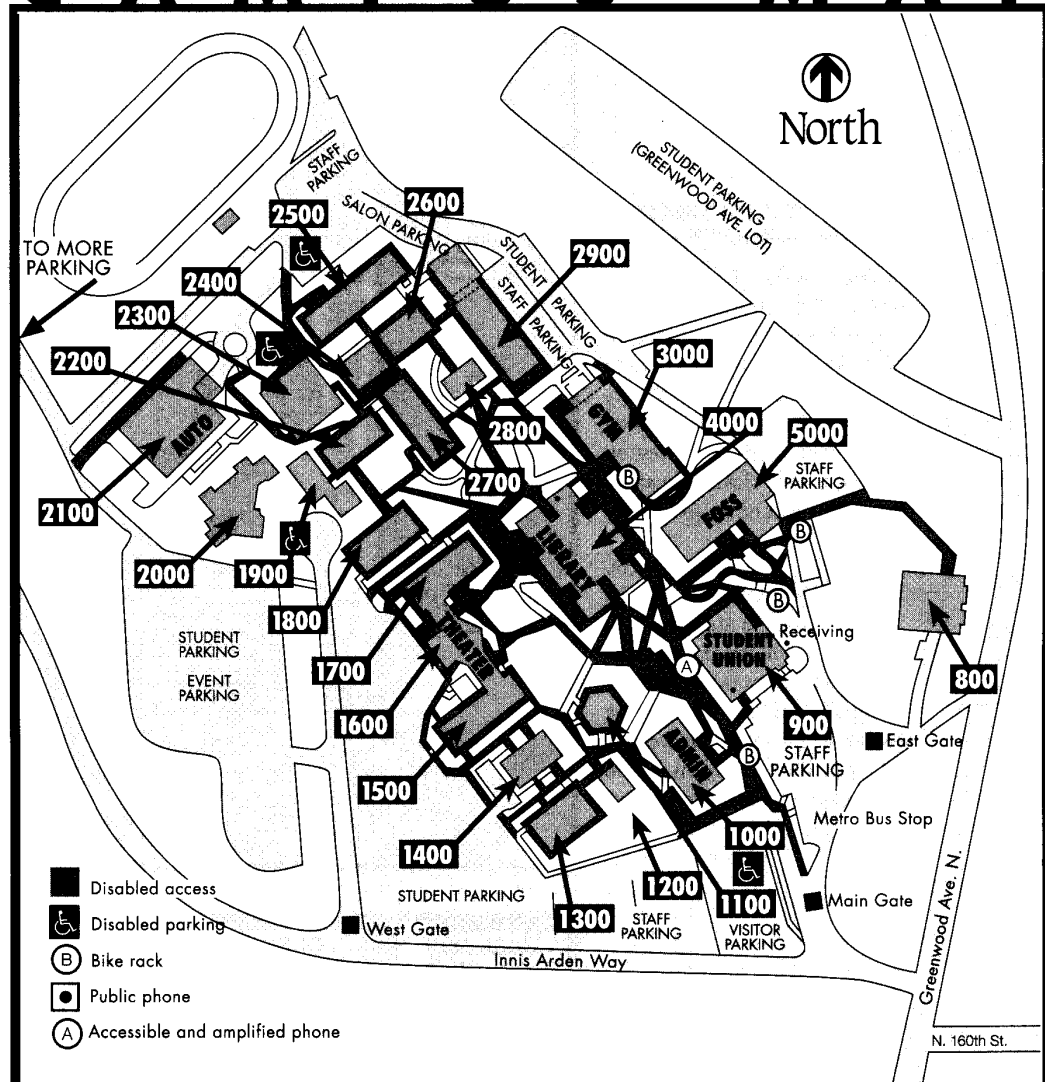 CAMPUS MAP
North
STAFF
PARKING
SALON PARKING
STUDENT PARKING
(GREENWOOD AVE. LOT)
2500
2600
STUDENT PARKING
STAFF PARKING
2900
TO MORE
PARKING
2400
2300
2200
3000
4000
5000
GYM
2800
STAFF
PARKING
AUTO
B
2700
FOSS
B
2100
LIBRARY
2000
1900
B
1800
STUDENT
UNION
Receiving
THEATER
STUDENT
PARKING
EVENT
PARKING
1700
A
800
1600
900
ADMIN
East Gate
STAFF
PARKING
B
1500
1400
1000
Metro Bus Stop
1200
1100
1300
Disabled access
Disabled parking
Bike rack
Public phone
Accessible and amplified phone
B
A
STUDENT PARKING
West Gate
STAFF
PARKING
VISITOR
PARKING
Main Gate
Innis Arden Way
Greenwood Ave. N.
N. 160th St.